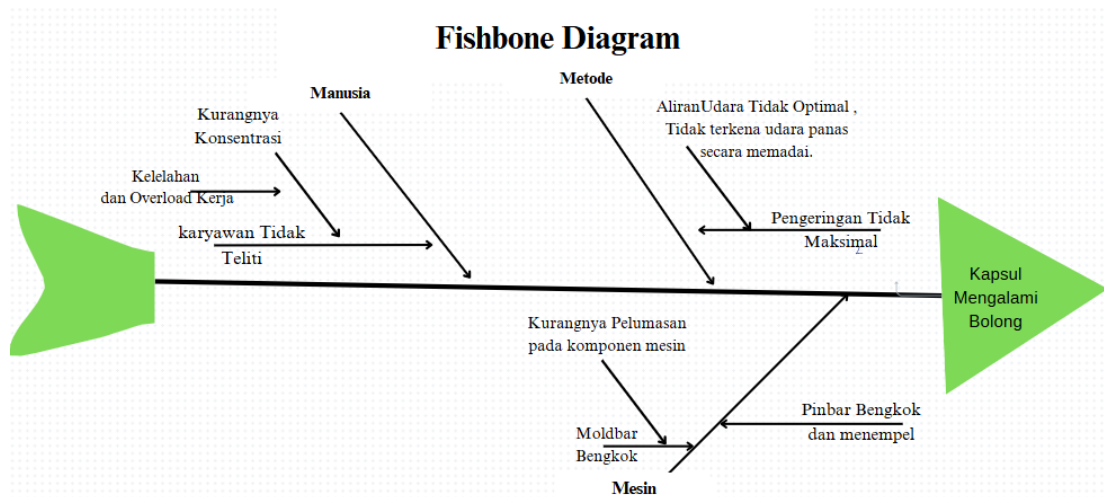 Fishbone Diagram
Manusia
Kurangnya
Konsentrasi
Kelelahan
dan Overload Kerja
karyawan Tidak
Teliti
Metode
AliranUdara Tidak Optimal ,
Tidak terkena udara panas
secara memadai.
Pengeringan Tidak
Maksimal
Kapsul
Mengalami
Bolong
Kurangnya Pelumasan
pada komponen mesin
Moldbar
Bengkok
Pinbar Bengkok
dan menempel
Mesin